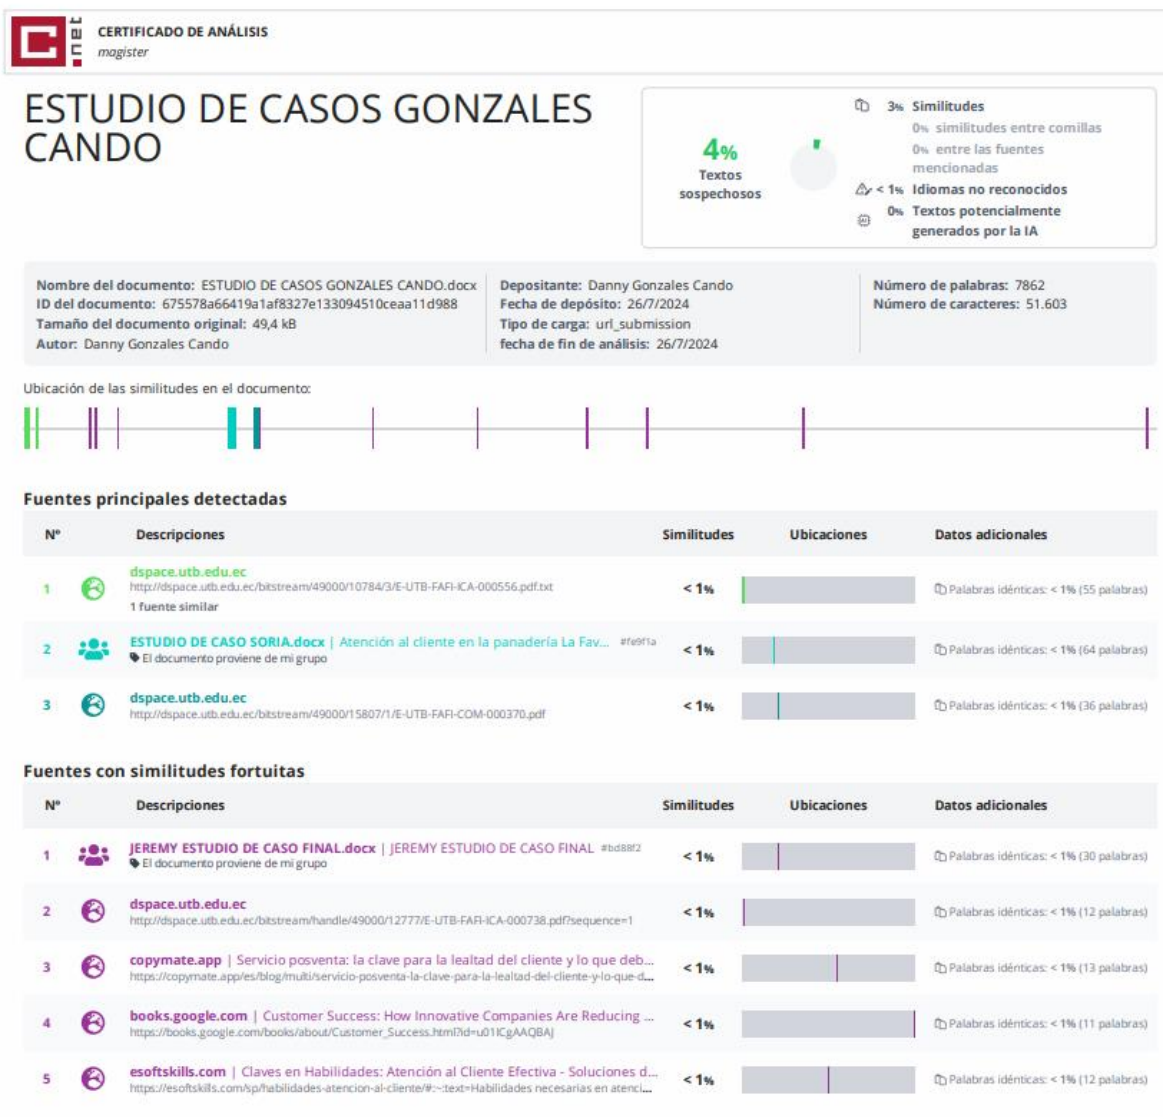 C
.net
CERTIFICADO DE ANÁLISIS
magister
ESTUDIO DE CASOS GONZALES
CANDO
4%
Textos
sospechosos
3% Similitudes
0% similitudes entre comillas
0% entre las fuentes
mencionadas
< 1% Idiomas no reconocidos
0% Textos potencialmente
generados por la IA
Nombre del documento: ESTUDIO DE CASOS GONZALES CANDO.docx
ID del documento: 675578a66419a1af8327e133094510ceaa11d988
Tamaño del documento original: 49,4 kB
Autor: Danny Gonzales Cando
Depositante: Danny Gonzales Cando
Fecha de depósito: 26/7/2024
Tipo de carga: url_submission
fecha de fin de análisis: 26/7/2024
Número de palabras: 7862
Número de caracteres: 51.603
Ubicación de las similitudes en el documento:
Fuentes principales detectadas
Nº Descripciones Similitudes Ubicaciones Datos adicionales
1 dspace.utb.edu.ec
http://dspace.utb.edu.ec/bitstream/49000/10784/3/E-UTB-FAFI-ICA-000556.pdf.txt
1 fuente similar
< 1% Palabras idénticas: < 1% (55 palabras)
2 ESTUDIO DE CASO SORIA.docx | Atención al cliente en la panadería La Fav... #fe9f1a
El documento proviene de mi grupo
< 1% Palabras idénticas: < 1% (64 palabras)
3 dspace.utb.edu.ec
http://dspace.utb.edu.ec/bitstream/49000/15807/1/E-UTB-FAFI-COM-000370.pdf
< 1% Palabras idénticas: < 1% (36 palabras)
Fuentes con similitudes fortuitas
Nº Descripciones Similitudes Ubicaciones Datos adicionales
1 JEREMY ESTUDIO DE CASO FINAL.docx | JEREMY ESTUDIO DE CASO FINAL #bd88f2
El documento proviene de mi grupo
< 1% Palabras idénticas: < 1% (30 palabras)
2 dspace.utb.edu.ec
http://dspace.utb.edu.ec/bitstream/handle/49000/12777/E-UTB-FAFI-ICA-000738.pdf?sequence=1
< 1% Palabras idénticas: < 1% (12 palabras)
3 copymate.app | Servicio posventa: la clave para la lealtad del cliente y lo que deb...
https://copymate.app/es/blog/multi/servicio-posventa-la-clave-para-la-lealtad-del-cliente-y-lo-que-d...
< 1% Palabras idénticas: < 1% (13 palabras)
4 books.google.com | Customer Success: How Innovative Companies Are Reducing ...
https://books.google.com/books/about/Customer_Success.html?id=u01ICgAAQBAJ
< 1% Palabras idénticas: < 1% (11 palabras)
5 esoftskills.com | Claves en Habilidades: Atención al Cliente Efectiva - Soluciones d...
https://esoftskills.com/sp/habilidades-atencion-al-cliente/#:~:text=Habilidades necesarias en atenci...
< 1% Palabras idénticas: < 1% (12 palabras)